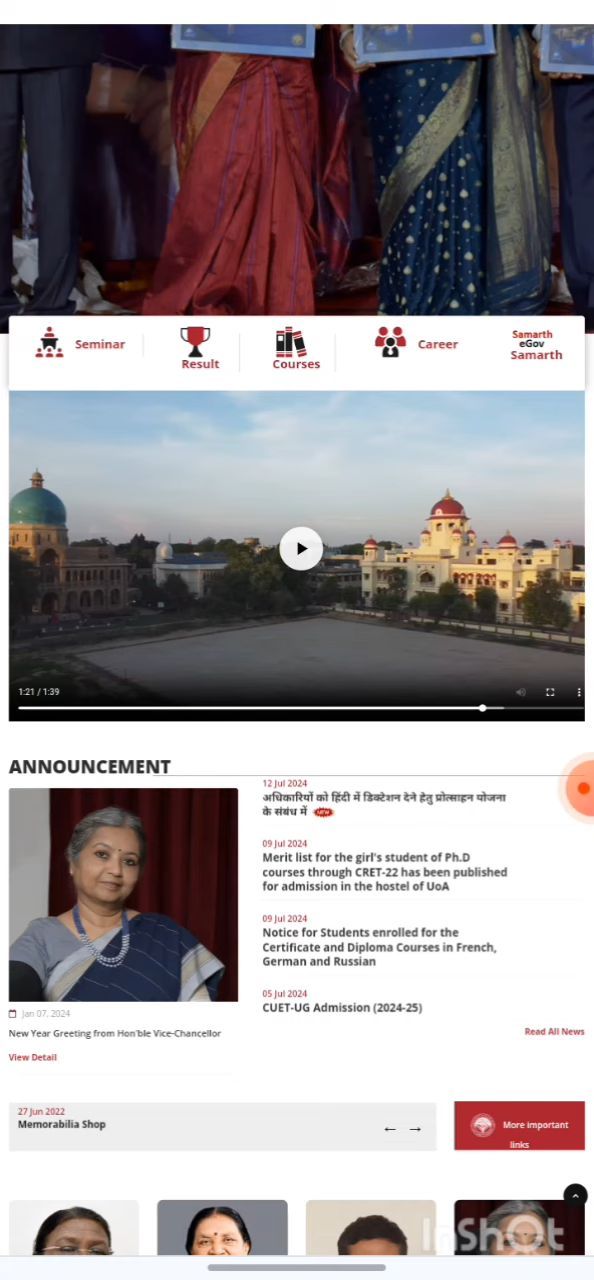 Seminar
Result
Courses
Career
Samarth
eGov
Samarth
1:21 / 1:39
ANNOUNCEMENT
12 Jul 2024
अधिकारियों को हिंदी में डिक्टेशन देने हेतु प्रोत्साहन योजना
के संबंध में NEW
09 Jul 2024
Merit list for the girl's student of Ph.D
courses through CRET-22 has been published
for admission in the hostel of UoA
09 Jul 2024
Notice for Students enrolled for the
Certificate and Diploma Courses in French,
German and Russian
05 Jul 2024
CUET-UG Admission (2024-25)
Read All News
Jan 07, 2024
New Year Greeting from Hon'ble Vice-Chancellor
View Detail
27 Jun 2022
Memorabilia Shop
← →
More important
links
InShOt